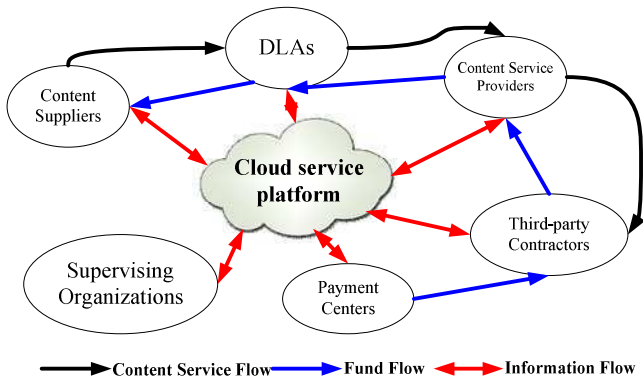 DLAs
Content Service
Providers
Content
Suppliers
Cloud service
platform
Third-party
Contractors
Supervising
Organizations
Payment
Centers
Content Service Flow
Fund Flow
Information Flow